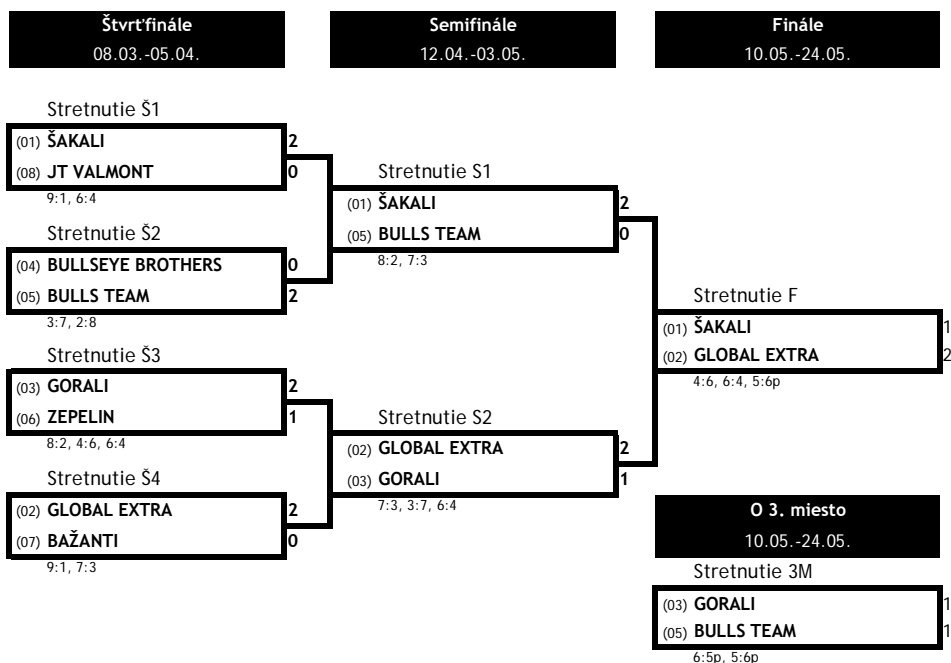 Štvrťfinále
08.03.-05.04.
Stretnutie Š1
(01) ŠAKALI 2
(08) JT VALMONT 0
9:1, 6:4
Stretnutie Š2
(04) BULLSEYE BROTHERS 0
(05) BULLS TEAM 2
3:7, 2:8
Stretnutie Š3
(03) GORALI 2
(06) ZEPELIN 1
8:2, 4:6, 6:4
Stretnutie Š4
(02) GLOBAL EXTRA 2
(07) BAŽANTI 0
9:1, 7:3
Semifinále
12.04.-03.05.
Stretnutie S1
(01) ŠAKALI 2
(05) BULLS TEAM 0
8:2, 7:3
Stretnutie S2
(02) GLOBAL EXTRA 2
(03) GORALI 1
7:3, 3:7, 6:4
Finále
10.05.-24.05.
Stretnutie F
(01) ŠAKALI 1
(02) GLOBAL EXTRA 2
4:6, 6:4, 5:6p
O 3. miesto
10.05.-24.05.
Stretnutie 3M
(03) GORALI 1
(05) BULLS TEAM 1
6:5p, 5:6p